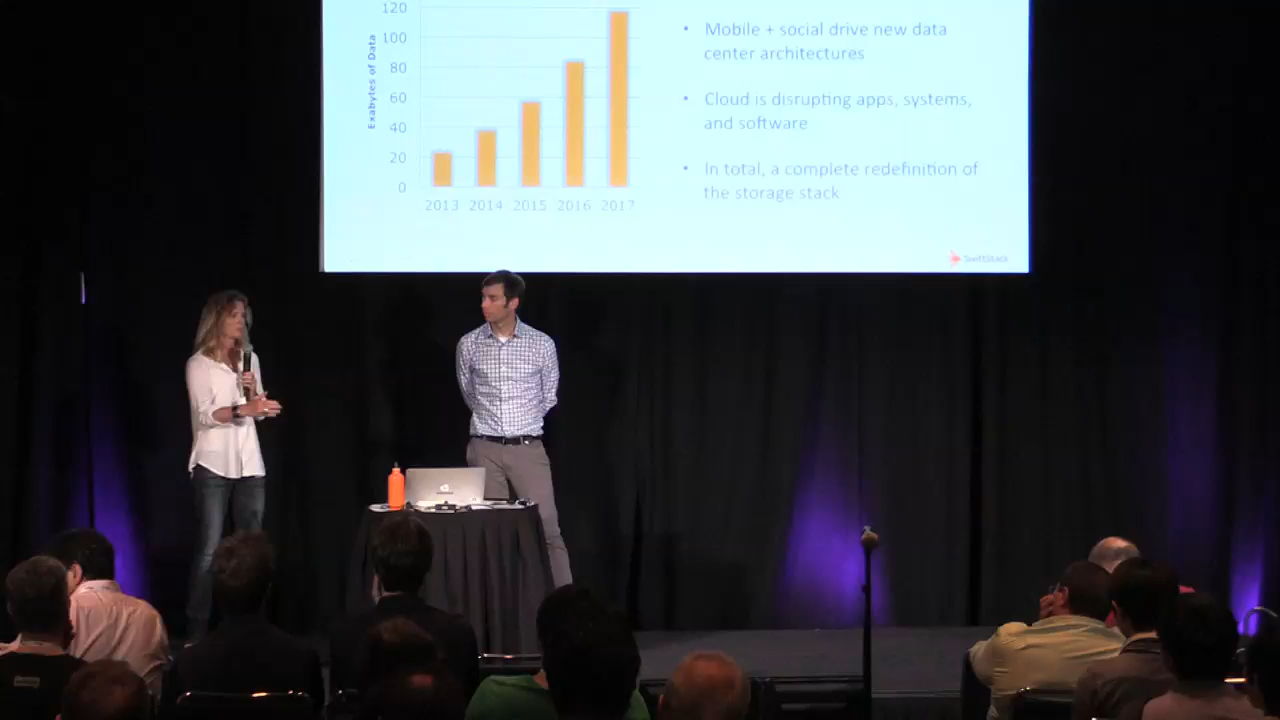 120
100
80
60
40
20
0
Exabytes of Data
2013 2014 2015 2016 2017
• Mobile + social drive new data
center architectures
• Cloud is disrupting apps, systems,
and software
• In total, a complete redefinition of
the storage stack
SwiftStack